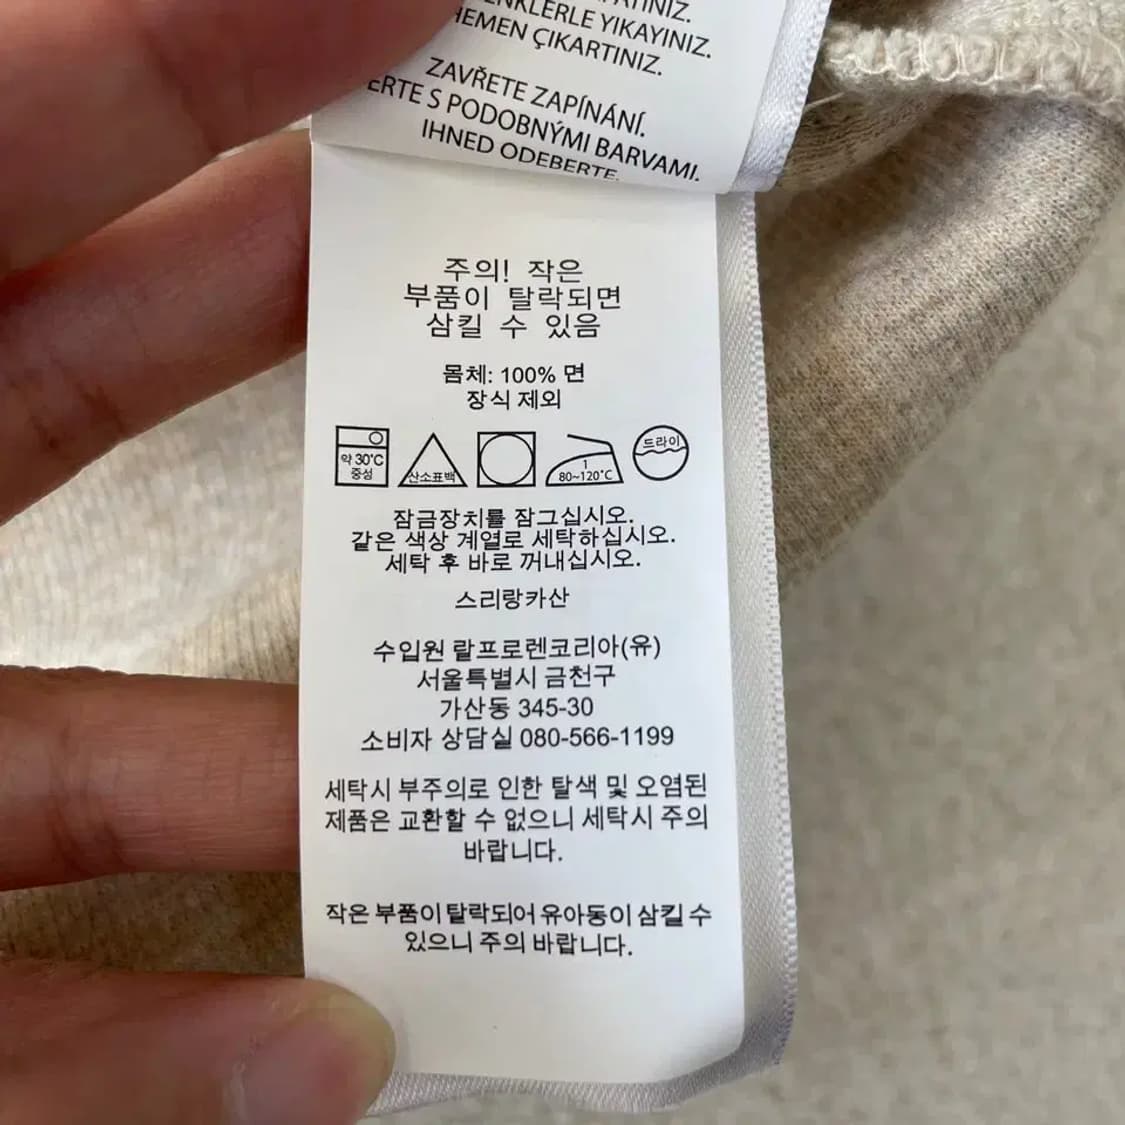 ENKLERLE YIKAYINIZ.
HEMEN ÇIKARTINIZ.
ZAVŘETE ZAPÍNÁNÍ.
ERTE S PODOBNÝMI BARVAMI.
IHNED ODEBERTE.
주의! 작은
부품이 탈락되면
삼킬 수 있음
몸체: 100% 면
장식 제외
약 30°C
중성
산소표백
1
80~120°C
드라이
잠금장치를 잠그십시오.
같은 색상 계열로 세탁하십시오.
세탁 후 바로 꺼내십시오.
스리랑카산
수입원 랄프로렌코리아(유)
서울특별시 금천구
가산동 345-30
소비자 상담실 080-566-1199
세탁시 부주의로 인한 탈색 및 오염된
제품은 교환할 수 없으니 세탁시 주의
바랍니다.
작은 부품이 탈락되어 유아동이 삼킬 수
있으니 주의 바랍니다.